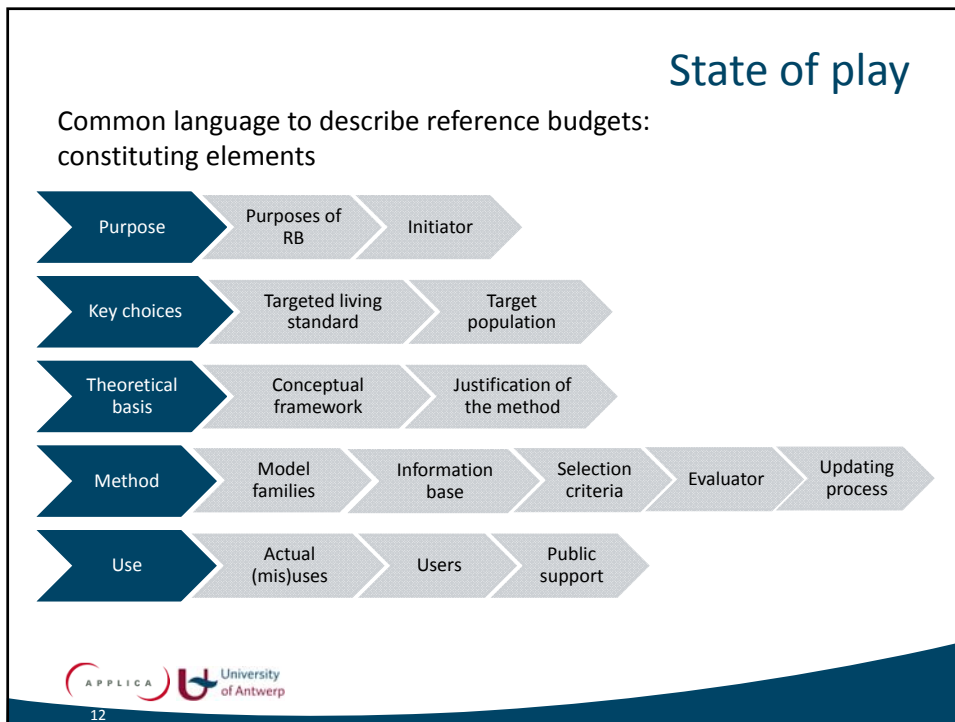 State of play
Common language to describe reference budgets:
constituting elements
Purpose
Purposes of
RB
Initiator
Key choices
Targeted living
standard
Target
population
Theoretical
basis
Conceptual
framework
Justification of
the method
Method
Model
families
Information
base
Selection
criteria
Evaluator
Updating
process
Use
Actual
(mis)uses
Users
Public
support
APPLICA
University
of Antwerp
12